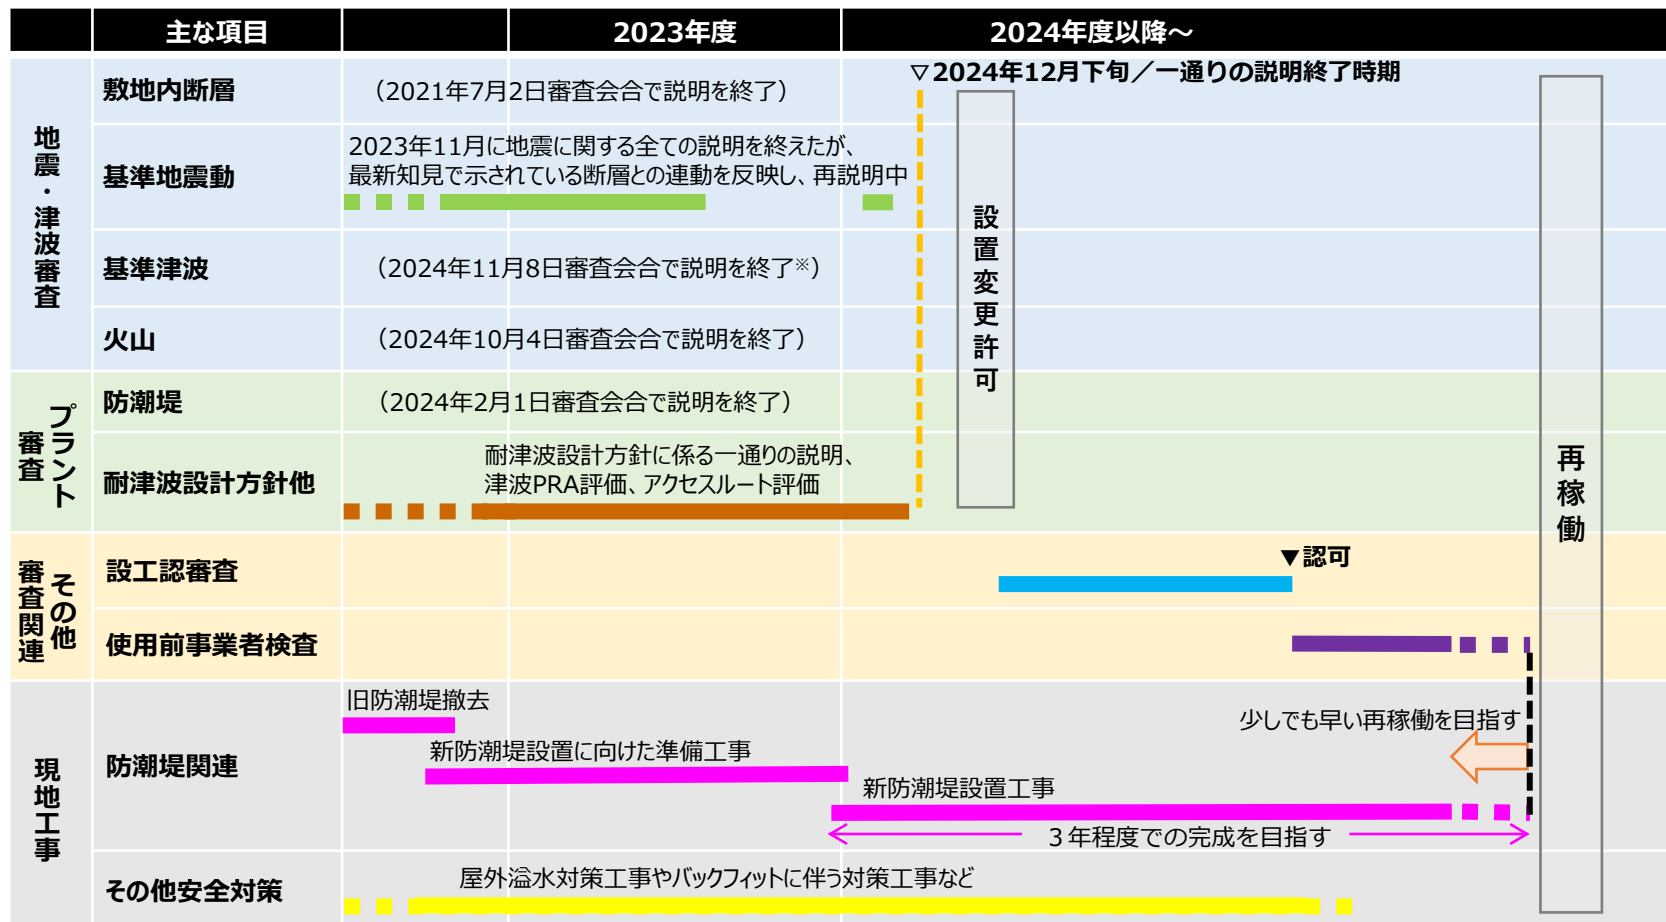 主な項目
2023年度
2024年度以降～
▽2024年12月下旬／一通りの説明終了時期
地震・津波審査
敷地内断層
（2021年7月2日審査会合で説明を終了）
基準地震動
2023年11月に地震に関する全ての説明を終えたが、
最新知見で示されている断層との連動を反映し、再説明中
基準津波
（2024年11月8日審査会合で説明を終了※）
火山
（2024年10月4日審査会合で説明を終了）
設置変更許可
再稼働
プラント
審査
防潮堤
（2024年2月1日審査会合で説明を終了）
耐津波設計方針他
耐津波設計方針に係る一通りの説明、
津波PRA評価、アクセスルート評価
その他
審査関連
設工認審査
▼認可
使用前事業者検査
現地工事
防潮堤関連
旧防潮堤撤去
新防潮堤設置に向けた準備工事
新防潮堤設置工事
少しでも早い再稼働を目指す
３年程度での完成を目指す
その他安全対策
屋外溢水対策工事やバックフィットに伴う対策工事など